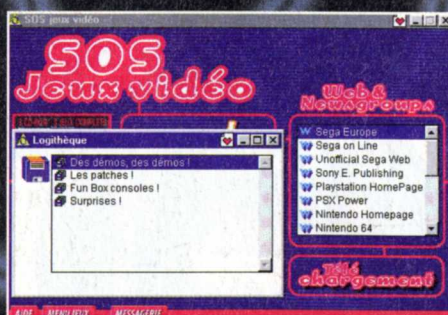 SOS jeux vidéo
SOS
Jeux vidéo
Web &
Newsgroups
Logithèque
Des démos, des démos !
Les patches !
Fun Box consoles !
Surprises !
Sega Europe
Sega on Line
Unofficial Sega Web
Sony E. Publishing
Playstation HomePage
PSX Power
Nintendo Homepage
Nintendo 64
Télé
chargement
AIDE
MENU JEUX
MESSAGERIE